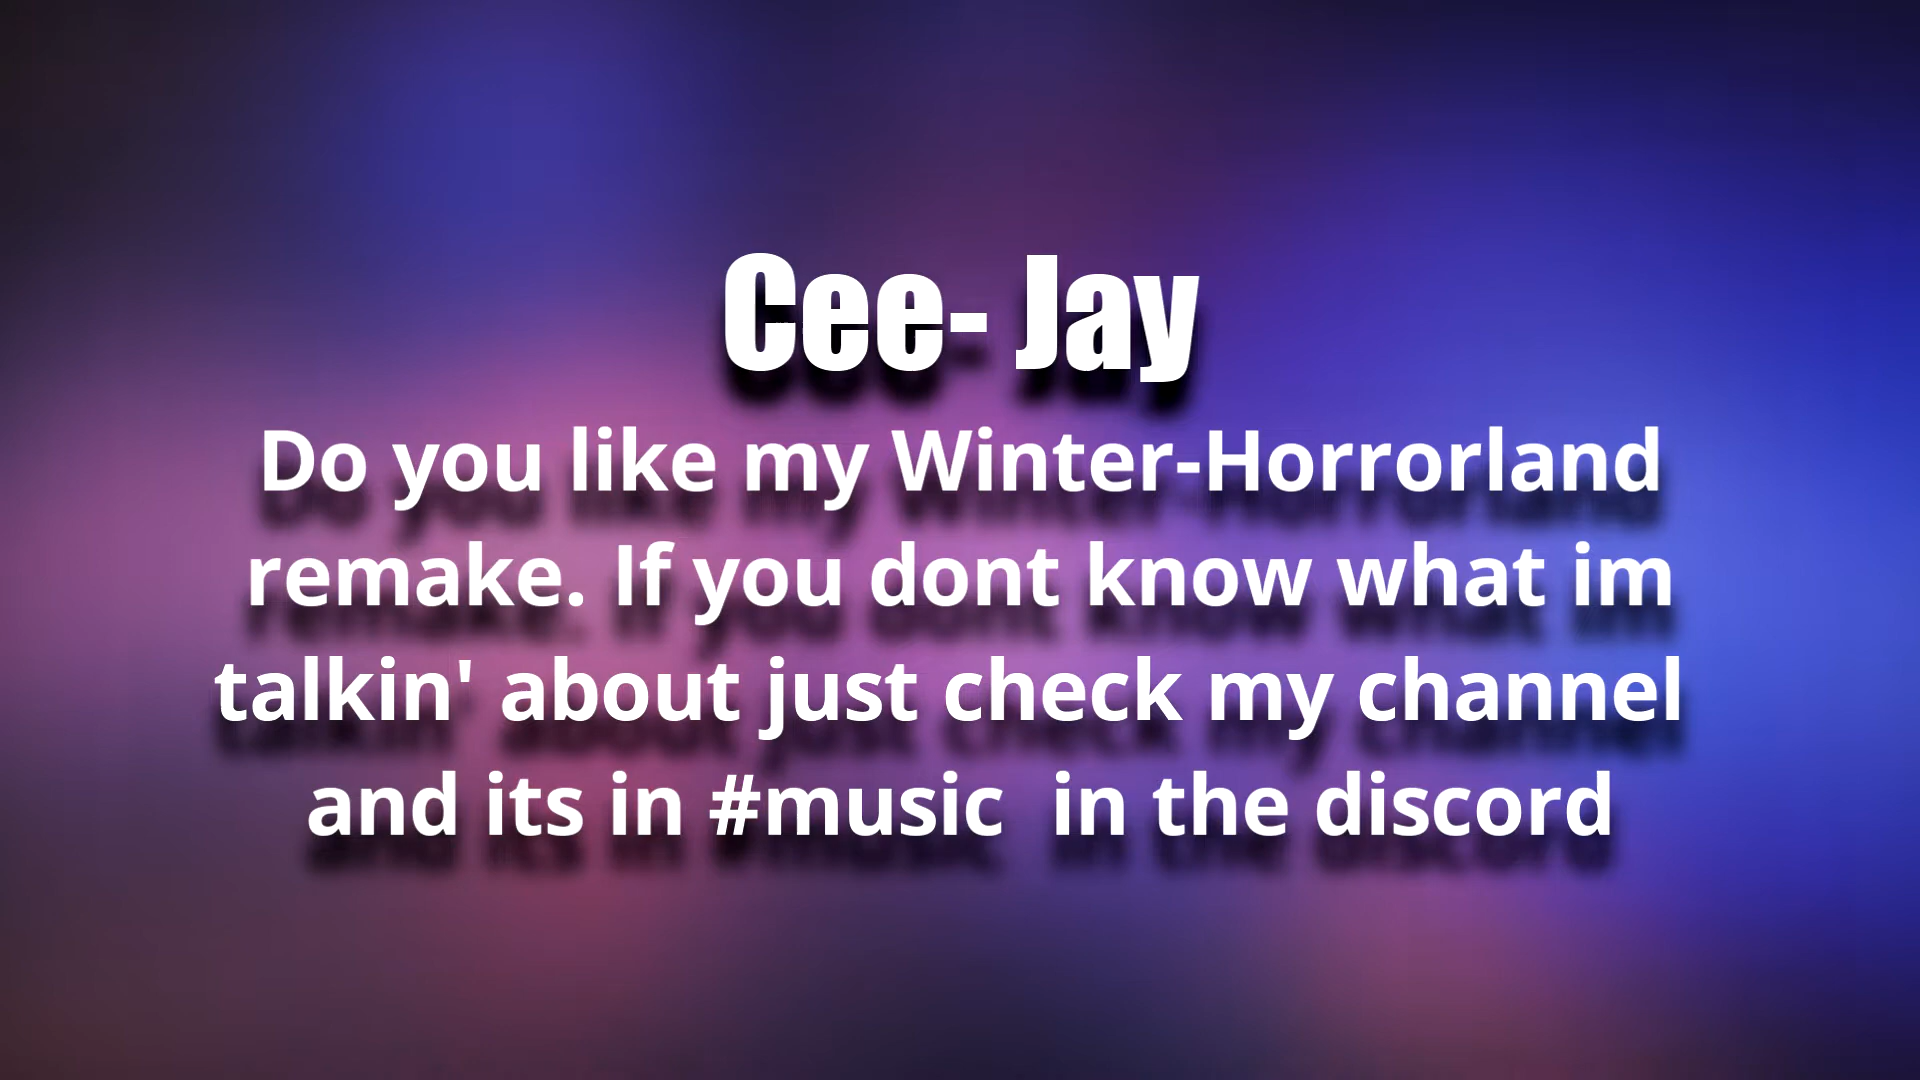 Cee- Jay
Do you like my Winter-Horrorland
remake. If you dont know what im
talkin' about just check my channel
and its in #music  in the discord